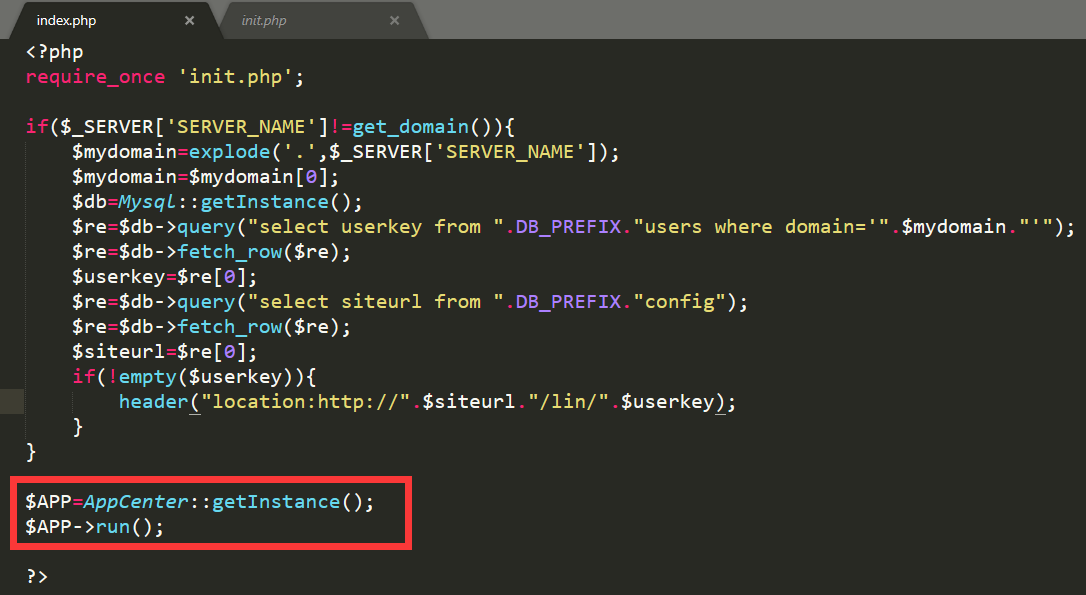 index.php × init.php ×
<?php
require_once 'init.php';
if($_SERVER['SERVER_NAME']!=get_domain()){
$mydomain=explode('.',$_SERVER['SERVER_NAME']);
$mydomain=$mydomain[0];
$db=Mysql::getInstance();
$re=$db->query("select userkey from ".DB_PREFIX."users where domain='".$mydomain."'");
$re=$db->fetch_row($re);
$userkey=$re[0];
$re=$db->query("select siteurl from ".DB_PREFIX."config");
$re=$db->fetch_row($re);
$siteurl=$re[0];
if(!empty($userkey)){
header("location:http://".$siteurl."/lin/".$userkey);
}
}
$APP=AppCenter::getInstance();
$APP->run();
?>